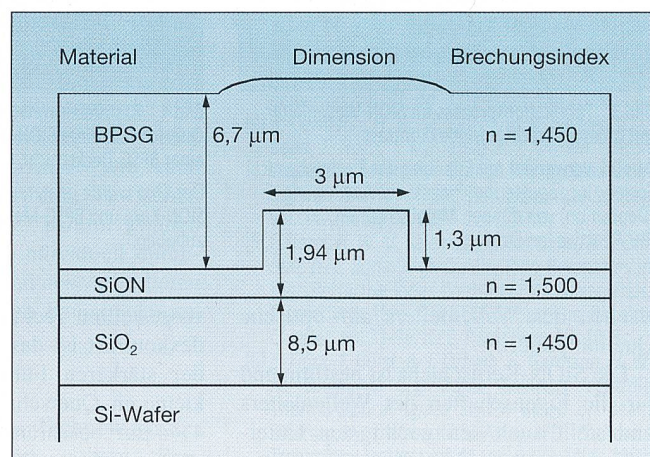 Material Dimension Brechungsindex
BPSG 6,7 µm n = 1,450
3 µm
1,94 µm 1,3 µm
SiON n = 1,500
SiO₂ 8,5 µm n = 1,450
Si-Wafer